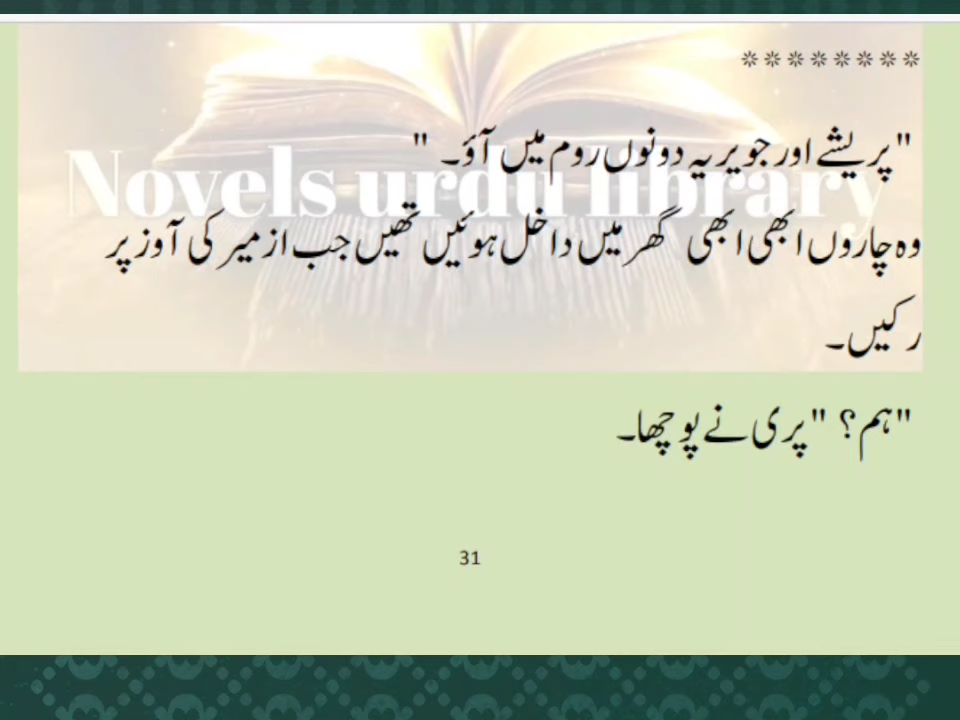 ********
"پریشے اور جویریہ دونوں روم میں آؤ۔ "
Novels urdu library
وہ چاروں ابھی ابھی گھر میں داخل ہوئیں تھیں جب ازمیر کی آوز پر
رکیں۔
"ہم؟ "پری نے پوچھا۔
31